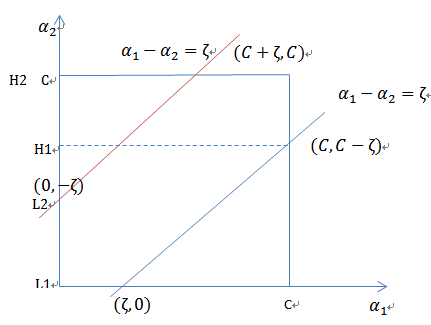 α₂
α₁ − α₂ = ζ
(C + ζ, C)
H2 C
α₁ − α₂ = ζ
H1
(C, C − ζ)
(0, −ζ)
L2
L1
(ζ, 0)
C
α₁